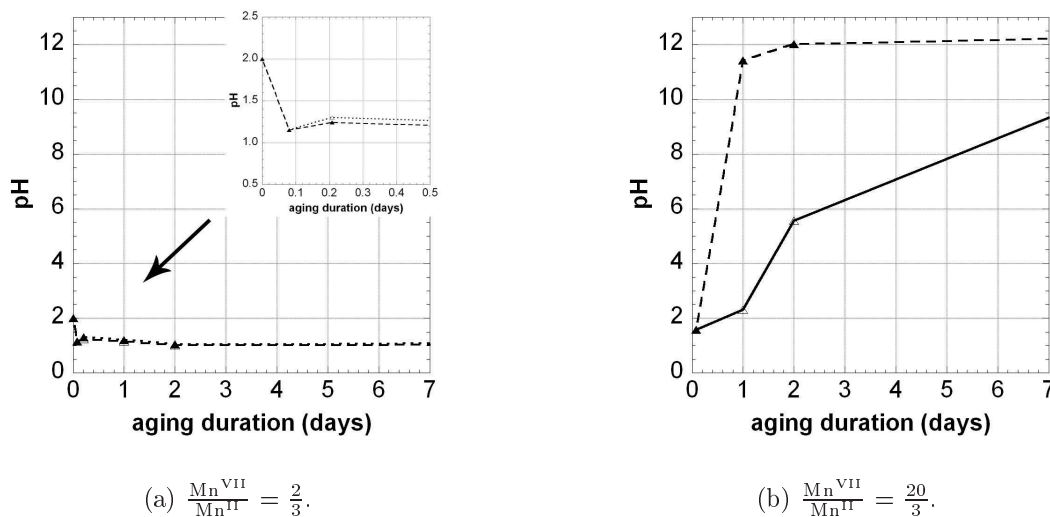 12
10
8
6
4
2
0
pH
0 1 2 3 4 5 6 7
aging duration (days)
2.5
2.0
1.5
1.0
0.5
pH
0 0.1 0.2 0.3 0.4 0.5
aging duration (days)
(a) Mn^VII/Mn^II = 2/3.
12
10
8
6
4
2
0
pH
0 1 2 3 4 5 6 7
aging duration (days)
(b) Mn^VII/Mn^II = 20/3.